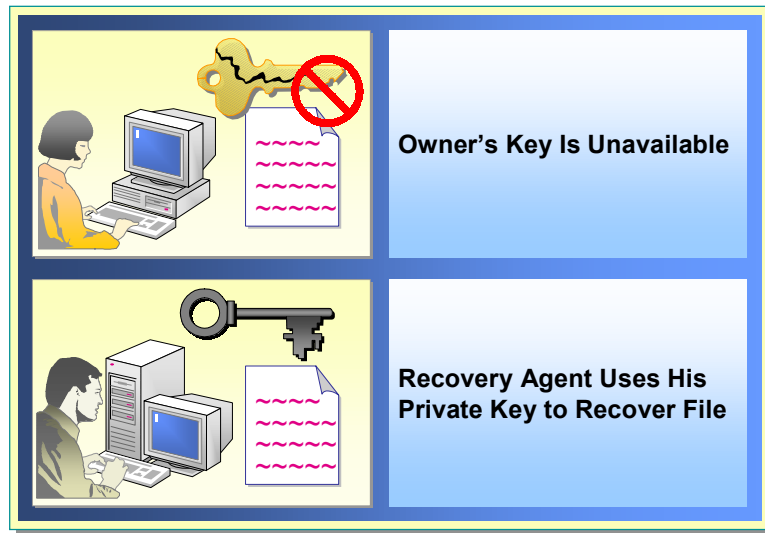 Owner’s Key Is Unavailable
Recovery Agent Uses His
Private Key to Recover File